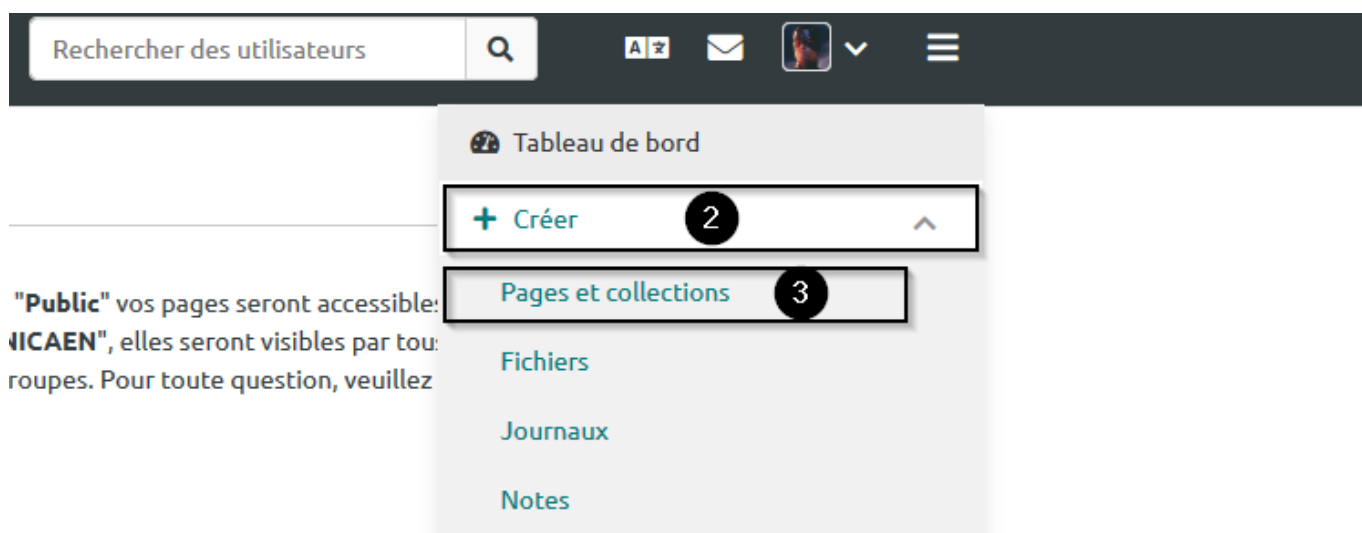 Rechercher des utilisateurs
Tableau de bord
+ Créer 2
Pages et collections 3
"Public" vos pages seront accessibles
NICAEN", elles seront visibles par tous
roupes. Pour toute question, veuillez
Fichiers
Journaux
Notes